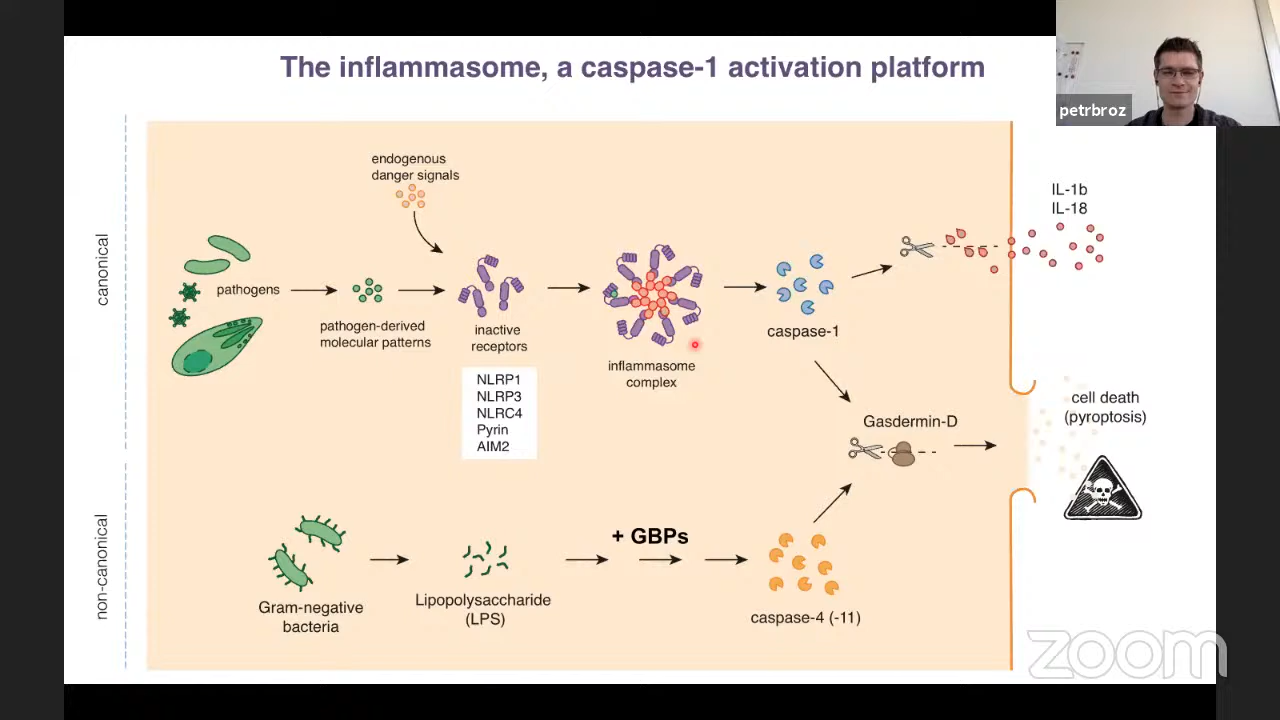 The inflammasome, a caspase-1 activation platform
petrbroz
canonical
endogenous
danger signals
pathogens
pathogen-derived
molecular patterns
inactive
receptors
NLRP1
NLRP3
NLRC4
Pyrin
AIM2
inflammasome
complex
caspase-1
IL-1b
IL-18
Gasdermin-D
cell death
(pyroptosis)
non-canonical
Gram-negative
bacteria
Lipopolysaccharide
(LPS)
+ GBPs
caspase-4 (-11)
zoom